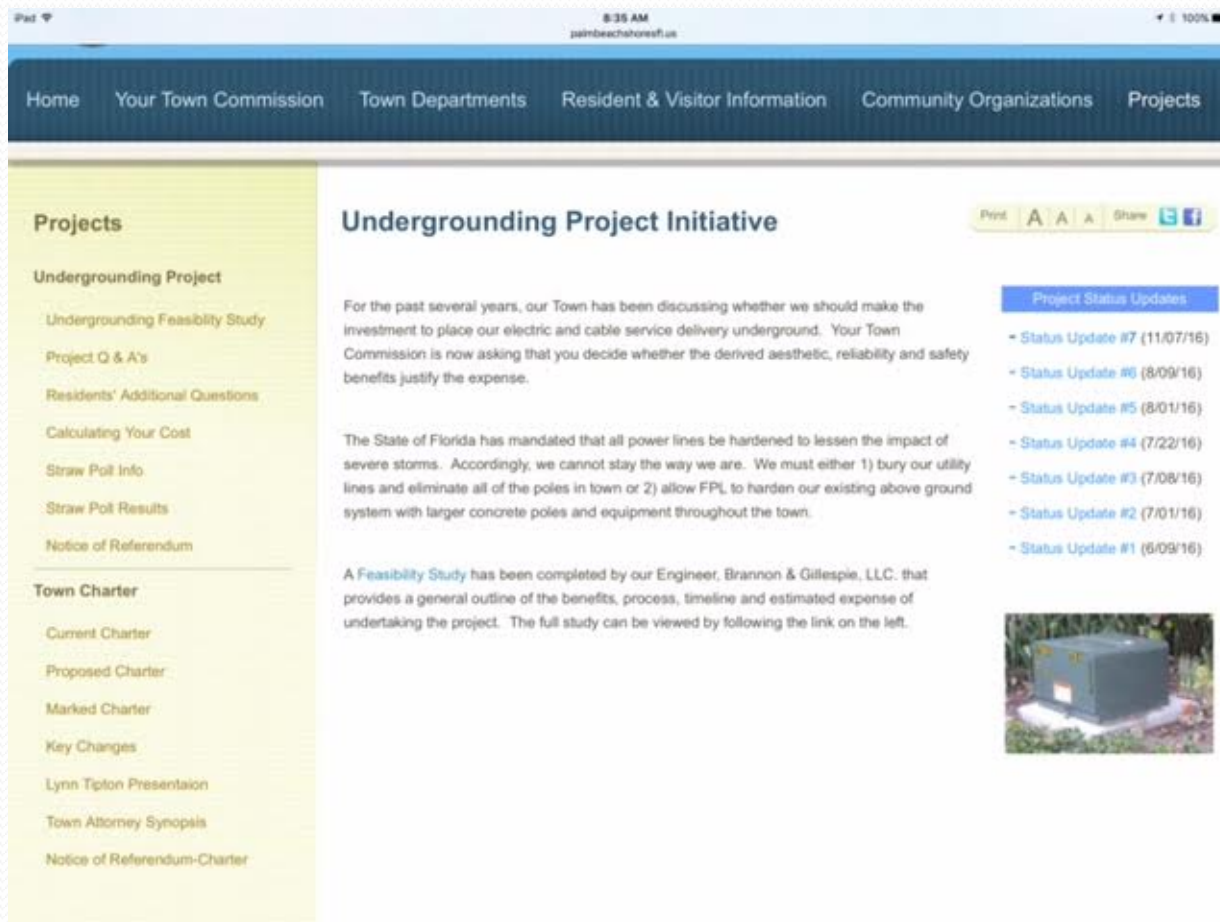 iPad
8:35 AM
100%
palmbeachshoresfl.us
Home Your Town Commission Town Departments Resident & Visitor Information Community Organizations Projects
Projects
Undergrounding Project
Undergrounding Feasiblity Study
Project Q & A's
Residents' Additional Questions
Calculating Your Cost
Straw Poll Info
Straw Poll Results
Notice of Referendum
Town Charter
Current Charter
Proposed Charter
Marked Charter
Key Changes
Lynn Tipton Presentaion
Town Attorney Synopsis
Notice of Referendum-Charter
Undergrounding Project Initiative
Print A A A Share
For the past several years, our Town has been discussing whether we should make the
investment to place our electric and cable service delivery underground. Your Town
Commission is now asking that you decide whether the derived aesthetic, reliability and safety
benefits justify the expense.
The State of Florida has mandated that all power lines be hardened to lessen the impact of
severe storms. Accordingly, we cannot stay the way we are. We must either 1) bury our utility
lines and eliminate all of the poles in town or 2) allow FPL to harden our existing above ground
system with larger concrete poles and equipment throughout the town.
A Feasibility Study has been completed by our Engineer, Brannon & Gillespie, LLC. that
provides a general outline of the benefits, process, timeline and estimated expense of
undertaking the project. The full study can be viewed by following the link on the left.
Project Status Updates
- Status Update #7 (11/07/16)
- Status Update #6 (8/09/16)
- Status Update #5 (8/01/16)
- Status Update #4 (7/22/16)
- Status Update #3 (7/08/16)
- Status Update #2 (7/01/16)
- Status Update #1 (6/09/16)